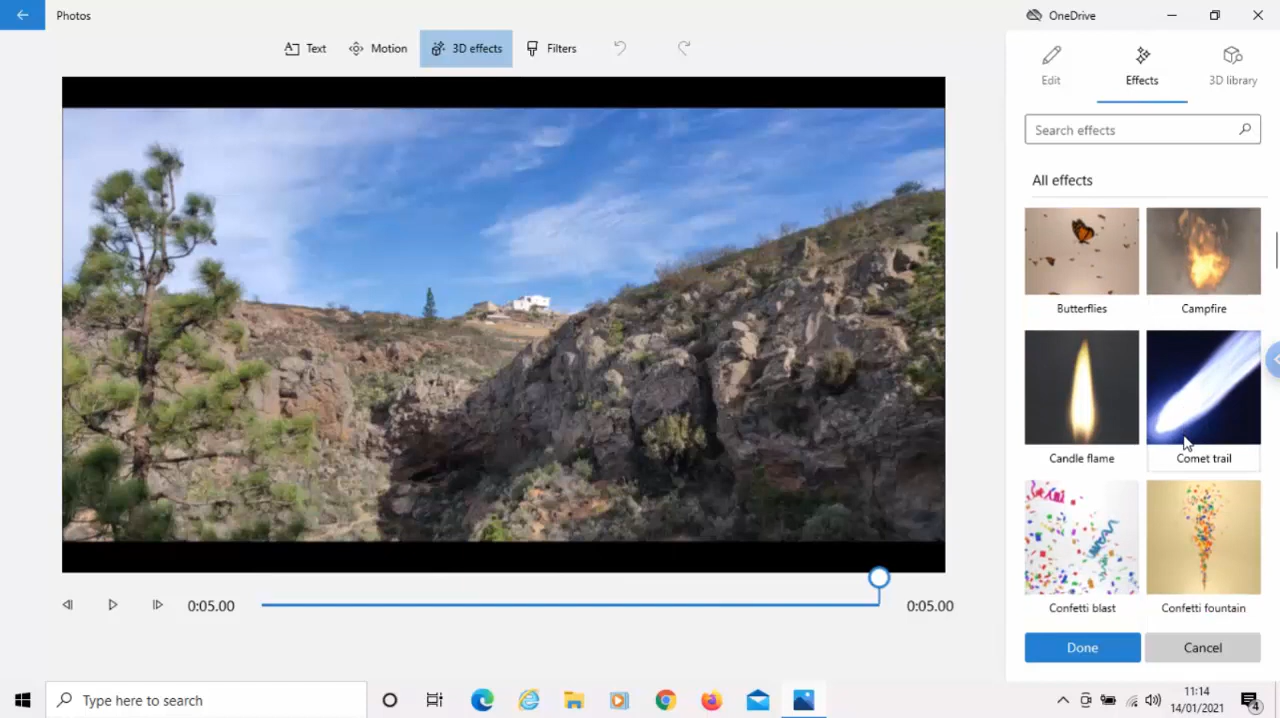 Photos
OneDrive
Text
Motion
3D effects
Filters
Edit
Effects
3D library
Search effects
All effects
Butterflies
Campfire
Candle flame
Comet trail
Confetti blast
Confetti fountain
0:05.00
0:05.00
Done
Cancel
Type here to search
11:14
14/01/2021
4